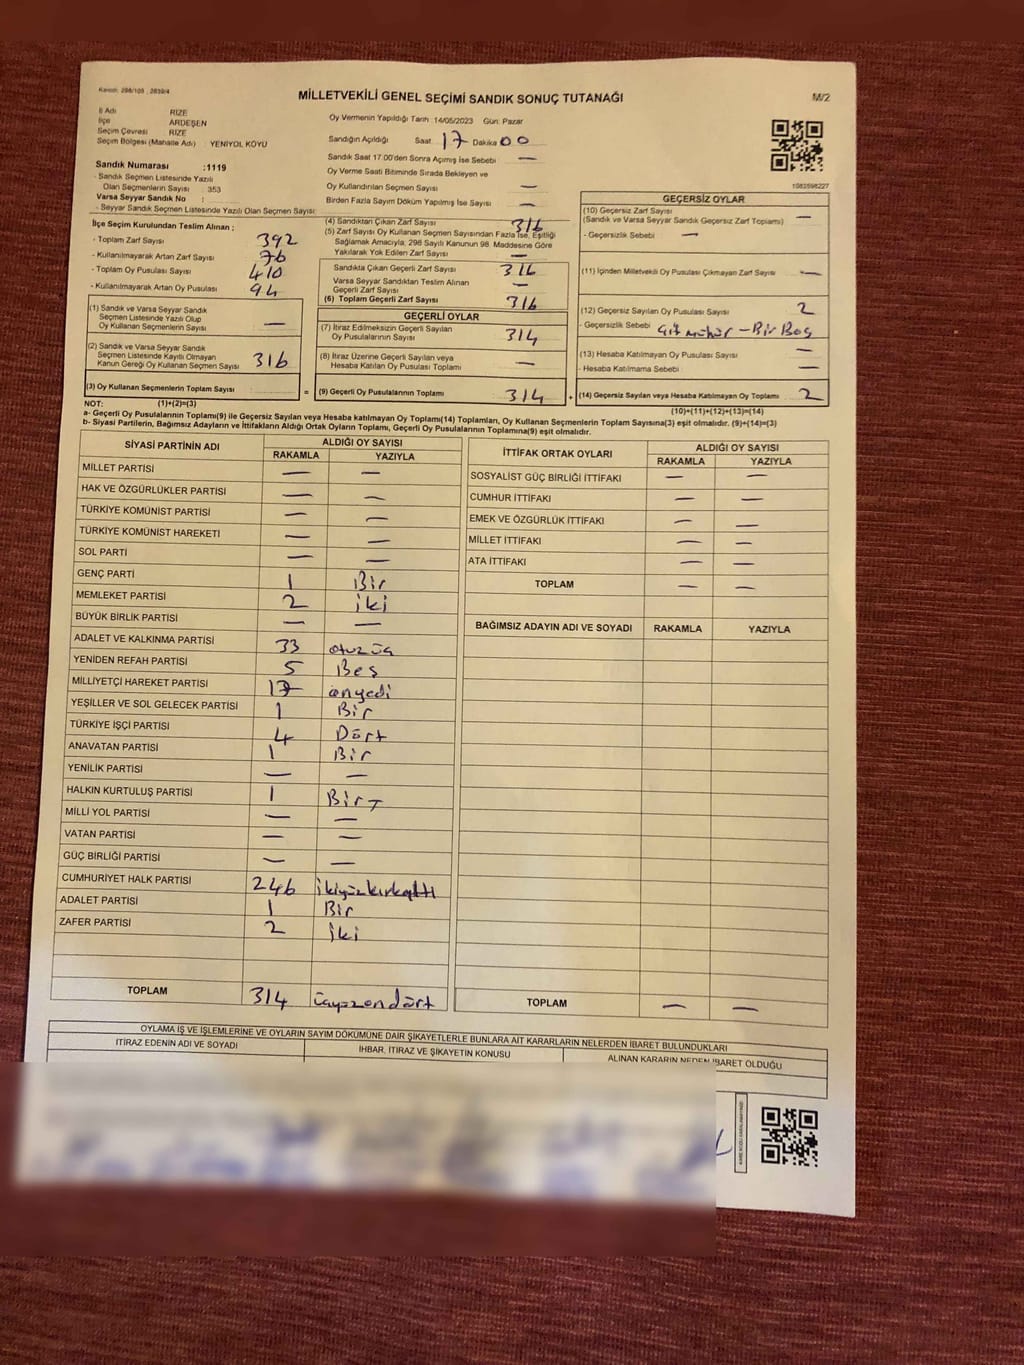 Kanun: 298/105 , 2839/4
MİLLETVEKİLİ GENEL SEÇİMİ SANDIK SONUÇ TUTANAĞI
M/2
İl Adı RİZE
İlçe ARDEŞEN
Seçim Çevresi RİZE
Seçim Bölgesi (Mahalle Adı) : YENİYOL KÖYÜ
Sandık Numarası :1119
- Sandık Seçmen Listesinde Yazılı
Olan Seçmenlerin Sayısı : 353
Varsa Seyyar Sandık No :
- Seyyar Sandık Seçmen Listesinde Yazılı Olan Seçmen Sayısı:
Oy Vermenin Yapıldığı Tarih :14/05/2023 Gün: Pazar
Sandığın Açıldığı Saat 17 Dakika 00
Sandık Saat 17.00'den Sonra Açılmış İse Sebebi —
Oy Verme Saati Bitiminde Sırada Bekleyen ve
Oy Kullandırılan Seçmen Sayısı —
Birden Fazla Sayım Döküm Yapılmış İse Sayısı —
1083598227
İlçe Seçim Kurulundan Teslim Alınan ;
- Toplam Zarf Sayısı 392
- Kullanılmayarak Artan Zarf Sayısı 76
- Toplam Oy Pusulası Sayısı 410
- Kullanılmayarak Artan Oy Pusulası 94
(1) Sandık ve Varsa Seyyar Sandık
Seçmen Listesinde Yazılı Olup
Oy Kullanan Seçmenlerin Sayısı —
(2) Sandık ve Varsa Seyyar Sandık
Seçmen Listesinde Kayıtlı Olmayan
Kanun Gereği Oy Kullanan Seçmen Sayısı 316
(3) Oy Kullanan Seçmenlerin Toplam Sayısı
(4) Sandıktan Çıkan Zarf Sayısı 316
(5) Zarf Sayısı Oy Kullanan Seçmen Sayısından Fazla İse, Eşitliği
Sağlamak Amacıyla, 298 Sayılı Kanunun 98. Maddesine Göre
Yakılarak Yok Edilen Zarf Sayısı —
Sandıkta Çıkan Geçerli Zarf Sayısı 316
Varsa Seyyar Sandıktan Teslim Alınan
Geçerli Zarf Sayısı —
(6) Toplam Geçerli Zarf Sayısı 316
GEÇERLİ OYLAR
(7) İtiraz Edilmeksizin Geçerli Sayılan
Oy Pusulasının Sayısı 314
(8) İtiraz Üzerine Geçerli Sayılan veya
Hesaba Katılan Oy Pusulası Toplamı —
= (9) Geçerli Oy Pusulalarının Toplamı 314
GEÇERSİZ OYLAR
(10) Geçersiz Zarf Sayısı
(Sandık ve Varsa Seyyar Sandık Geçersiz Zarf Toplamı) —
- Geçersizlik Sebebi —
(11) İçinden Milletvekili Oy Pusulası Çıkmayan Zarf Sayısı —
(12) Geçersiz Sayılan Oy Pusulası Sayısı 2
- Geçersizlik Sebebi Çift mühür - Bir Boş
(13) Hesaba Katılmayan Oy Pusulası Sayısı —
- Hesaba Katılmama Sebebi —
+ (14) Geçersiz Sayılan veya Hesaba Katılmayan Oy Toplamı 2
NOT: (1)+(2)=(3)
(10)+(11)+(12)+(13)=(14)
a- Geçerli Oy Pusulalarının Toplamı(9) ile Geçersiz Sayılan veya Hesaba katılmayan Oy Toplamı(14) Toplamları, Oy Kullanan Seçmenlerin Toplam Sayısına(3) eşit olmalıdır. (9)+(14)=(3)
b- Siyasi Partilerin, Bağımsız Adayların ve İttifakların Aldığı Ortak Oyların Toplamı, Geçerli Oy Pusulalarının Toplamına(9) eşit olmalıdır.
SİYASİ PARTİNİN ADI ALDIĞI OY SAYISI
RAKAMLA YAZIYLA
MİLLET PARTİSİ — —
HAK VE ÖZGÜRLÜKLER PARTİSİ — —
TÜRKİYE KOMÜNİST PARTİSİ — —
TÜRKİYE KOMÜNİST HAREKETİ — —
SOL PARTİ — —
GENÇ PARTİ 1 Bir
MEMLEKET PARTİSİ 2 iki
BÜYÜK BİRLİK PARTİSİ — —
ADALET VE KALKINMA PARTİSİ 33 otuzüç
YENİDEN REFAH PARTİSİ 5 Beş
MİLLİYETÇİ HAREKET PARTİSİ 17 onyedi
YEŞİLLER VE SOL GELECEK PARTİSİ 1 Bir
TÜRKİYE İŞÇİ PARTİSİ 4 Dört
ANAVATAN PARTİSİ 1 Bir
YENİLİK PARTİSİ — —
HALKIN KURTULUŞ PARTİSİ 1 Bir
MİLLİ YOL PARTİSİ — —
VATAN PARTİSİ — —
GÜÇ BİRLİĞİ PARTİSİ — —
CUMHURİYET HALK PARTİSİ 246 ikiyüzkırkaltı
ADALET PARTİSİ 1 Bir
ZAFER PARTİSİ 2 iki
TOPLAM 314 üçyüzondört
İTTİFAK ORTAK OYLARI ALDIĞI OY SAYISI
RAKAMLA YAZIYLA
SOSYALİST GÜÇ BİRLİĞİ İTTİFAKI — —
CUMHUR İTTİFAKI — —
EMEK VE ÖZGÜRLÜK İTTİFAKI — —
MİLLET İTTİFAKI — —
ATA İTTİFAKI — —
TOPLAM — —
BAĞIMSIZ ADAYIN ADI VE SOYADI RAKAMLA YAZIYLA
TOPLAM — —
OYLAMA İŞ VE İŞLEMLERİNE VE OYLARIN SAYIM DÖKÜMÜNE DAİR ŞİKAYETLERLE BUNLARA AİT KARARLARIN NELERDEN İBARET BULUNDUKLARI
İTİRAZ EDENİN ADI VE SOYADI İHBAR, İTİRAZ VE ŞİKAYETİN KONUSU ALINAN KARARIN NEDEN İBARET OLDUĞU